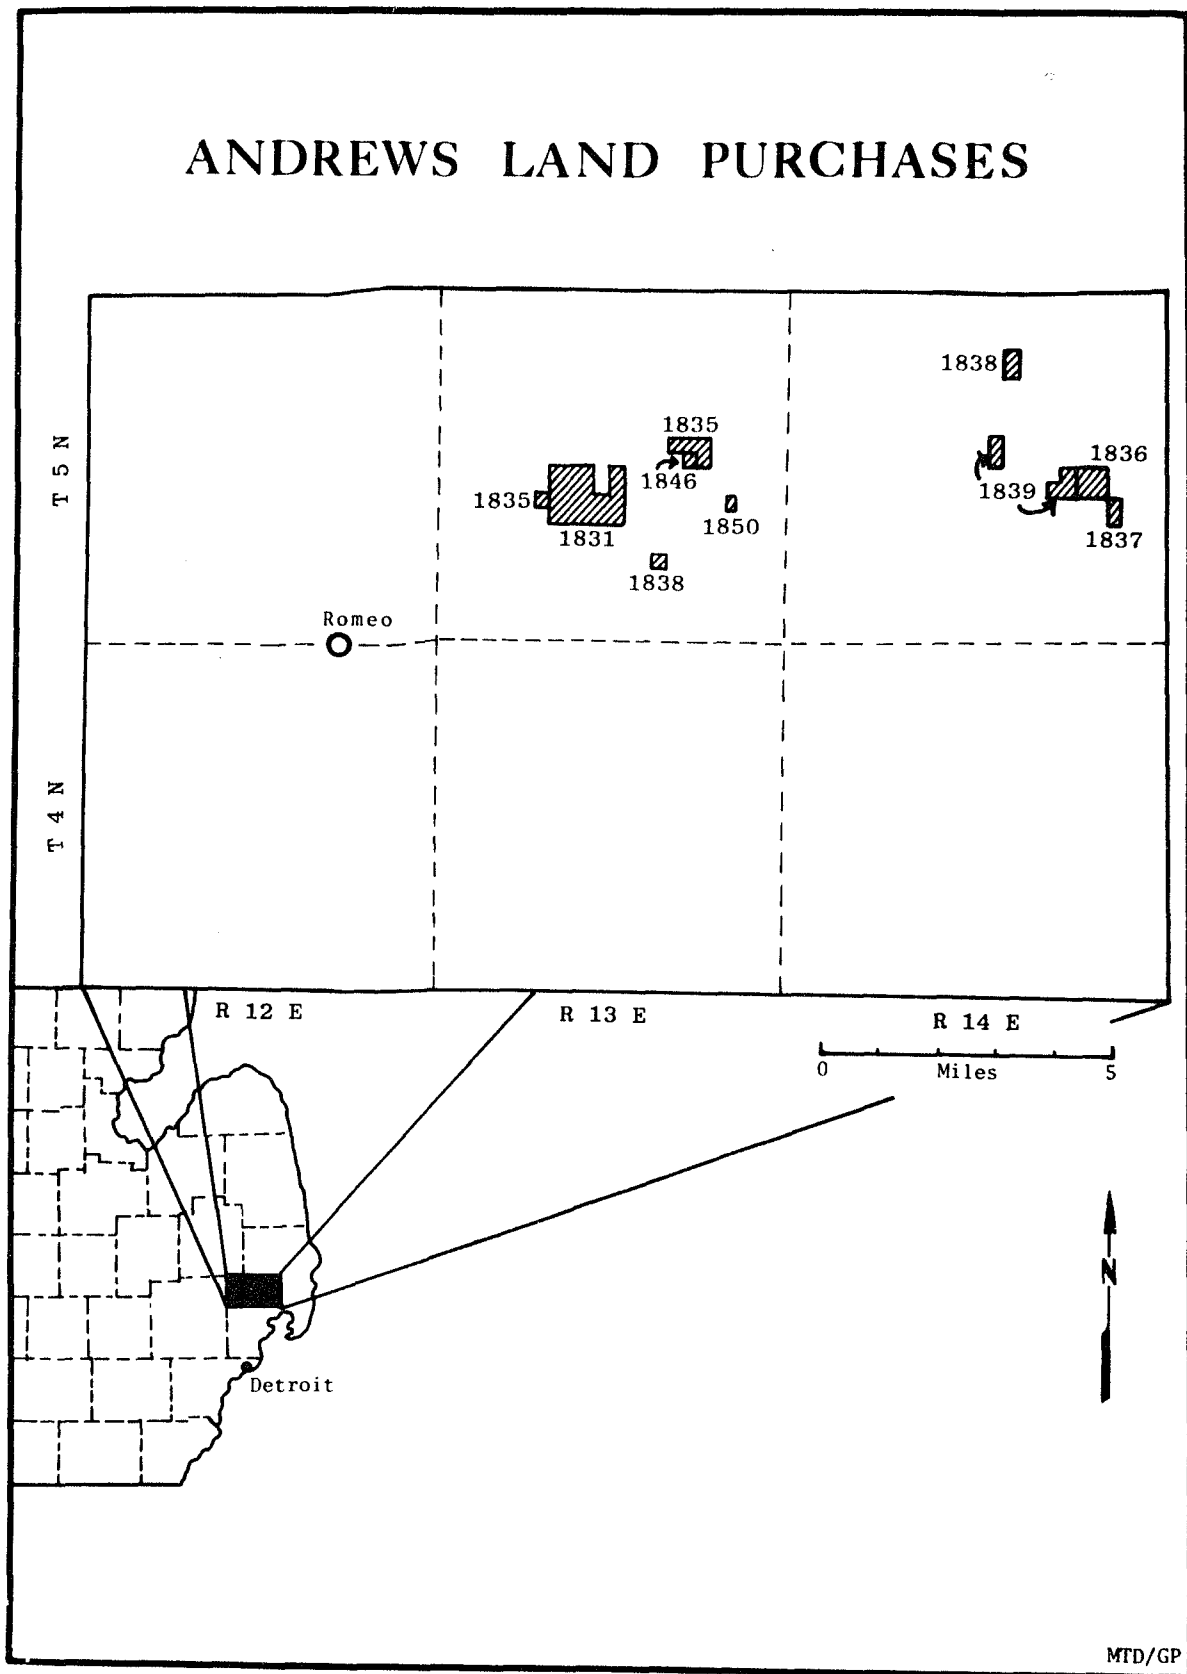 ANDREWS LAND PURCHASES
1838
1835
1836
1846
1839
1835
1850
1831
1837
1838
T 5 N
Romeo
T 4 N
R 12 E
R 13 E
R 14 E
0 Miles 5
N
Detroit
MTD/GP